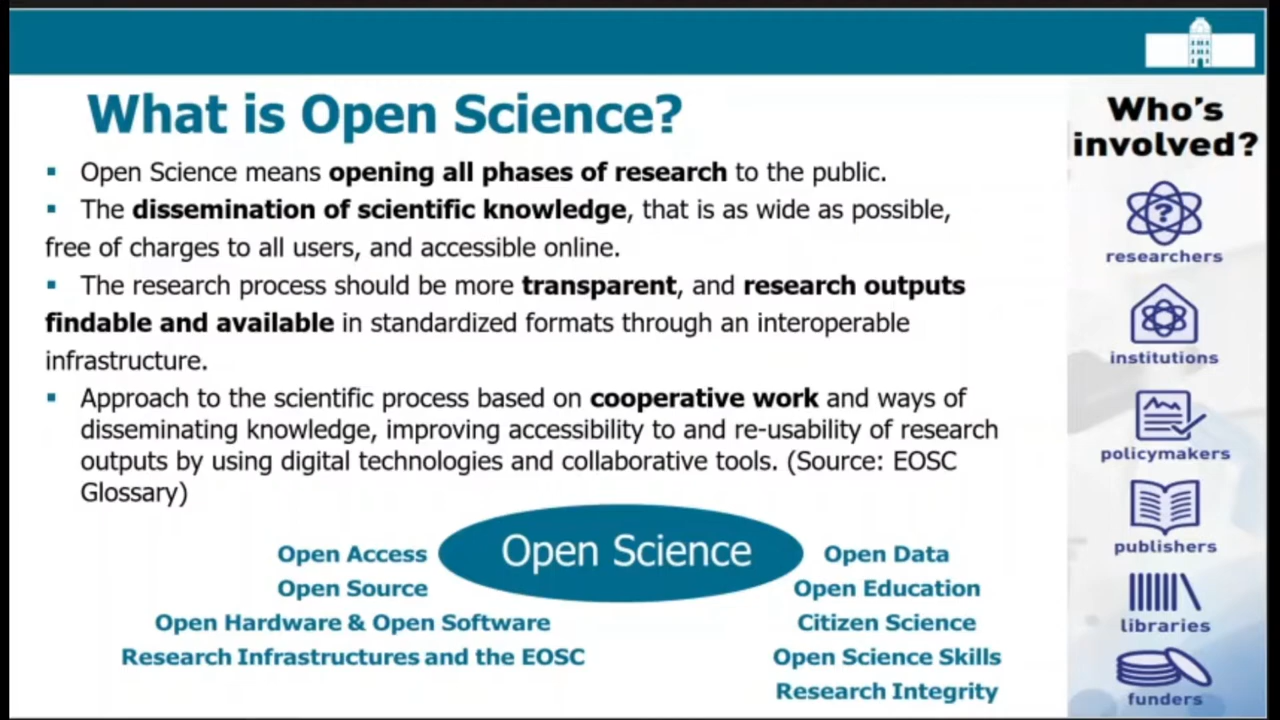 What is Open Science?
▪ Open Science means opening all phases of research to the public.
▪ The dissemination of scientific knowledge, that is as wide as possible,
free of charges to all users, and accessible online.
▪ The research process should be more transparent, and research outputs
findable and available in standardized formats through an interoperable
infrastructure.
▪ Approach to the scientific process based on cooperative work and ways of
disseminating knowledge, improving accessibility to and re-usability of research
outputs by using digital technologies and collaborative tools. (Source: EOSC
Glossary)
Open Science
Open Access
Open Source
Open Hardware & Open Software
Research Infrastructures and the EOSC
Open Data
Open Education
Citizen Science
Open Science Skills
Research Integrity
Who's
involved?
?
researchers
institutions
policymakers
publishers
libraries
funders